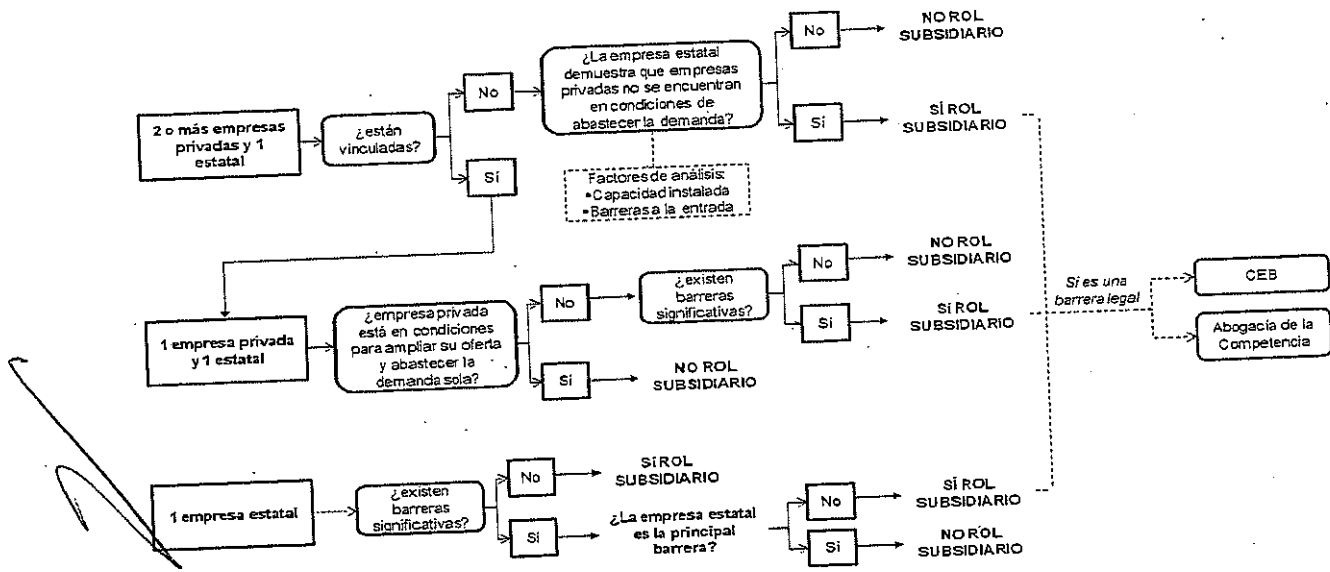 2 o más empresas
privadas y 1
estatal
¿están
vinculadas?
No
Sí
¿La empresa estatal
demuestra que empresas
privadas no se encuentran
en condiciones de
abastecer la demanda?
Factores de análisis:
•Capacidad instalada
•Barreras a la entrada
No
NO ROL
SUBSIDIARIO
Sí
SÍ ROL
SUBSIDIARIO
1 empresa privada
y 1 estatal
¿empresa privada
está en condiciones
para ampliar su oferta
y abastecer la
demanda sola?
No
Sí
NO ROL
SUBSIDIARIO
¿existen
barreras
significativas?
No
NO ROL
SUBSIDIARIO
Sí
SÍ ROL
SUBSIDIARIO
1 empresa estatal
¿existen
barreras
significativas?
No
SÍ ROL
SUBSIDIARIO
Sí
¿La empresa estatal
es la principal
barrera?
No
SÍ ROL
SUBSIDIARIO
Sí
NO ROL
SUBSIDIARIO
Si es una
barrera legal
CEB
Abogacía de la
Competencia